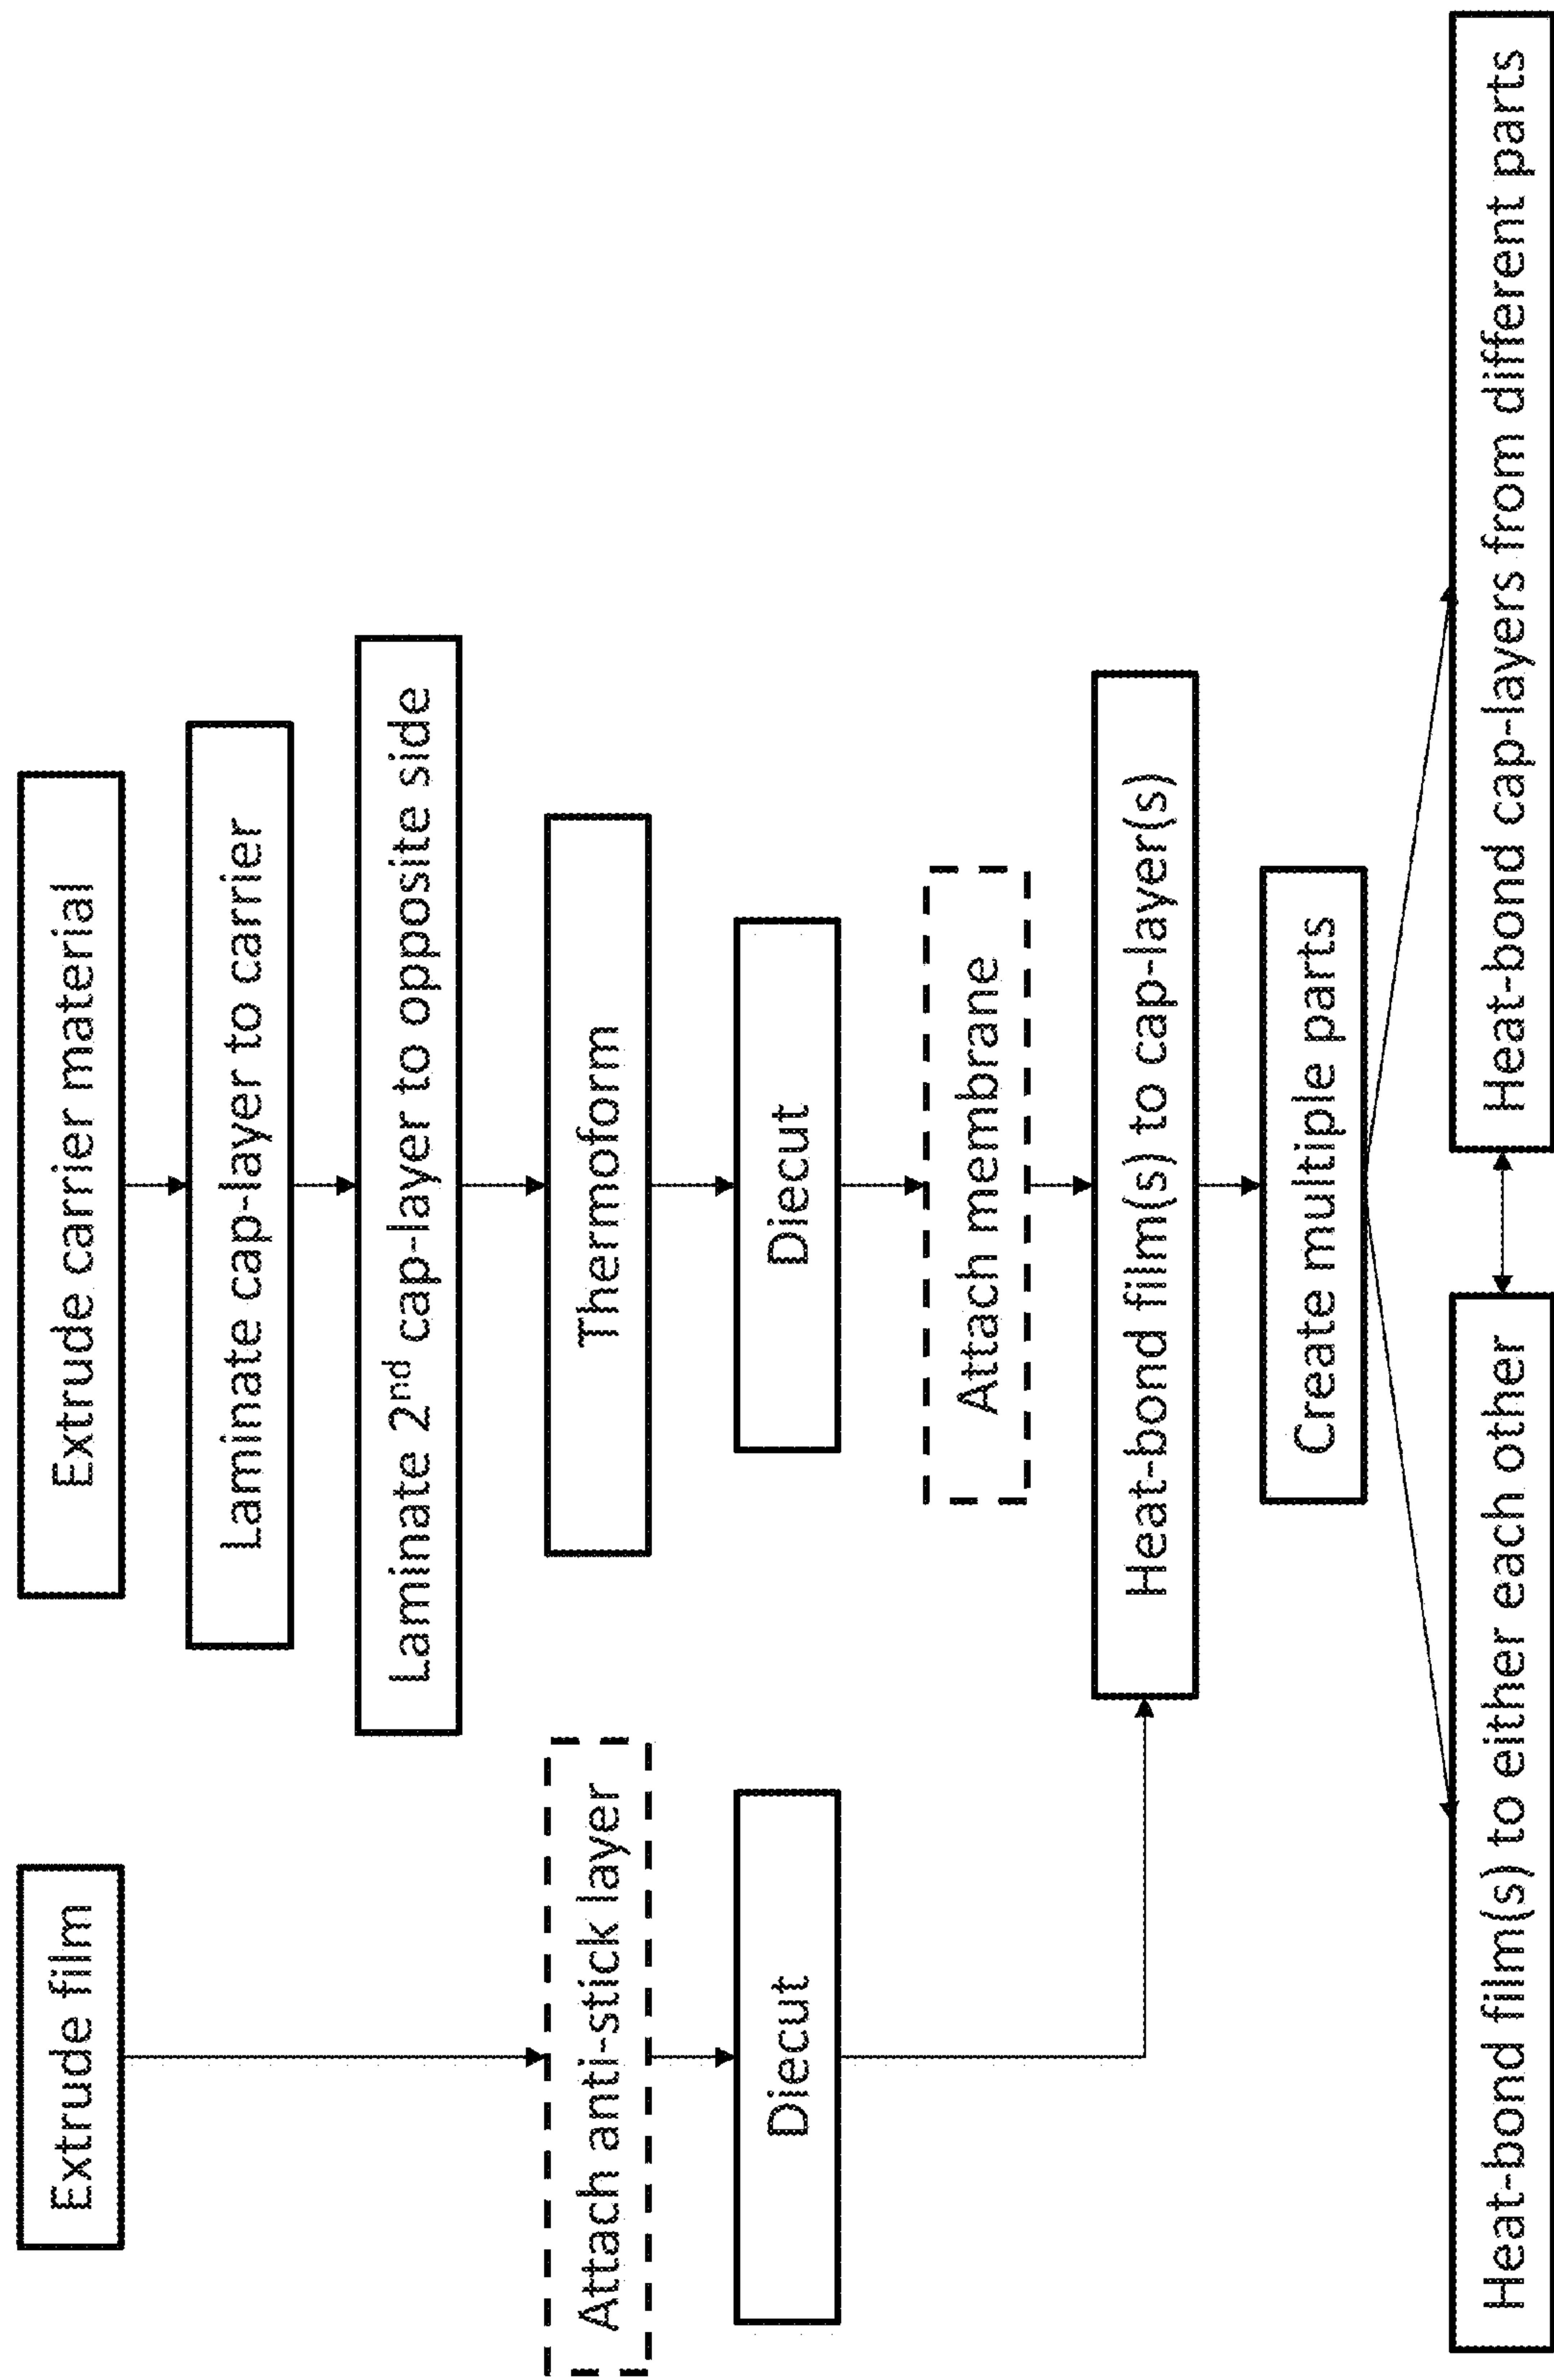 Extrude film
Extrude carrier material
Laminate cap-layer to carrier
Laminate 2nd cap-layer to opposite side
Attach anti-stick layer
Thermoform
Diecut
Diecut
Attach membrane
Heat-bond film(s) to cap-layer(s)
Create multiple parts
Heat-bond film(s) to either each other
Heat-bond cap-layers from different parts